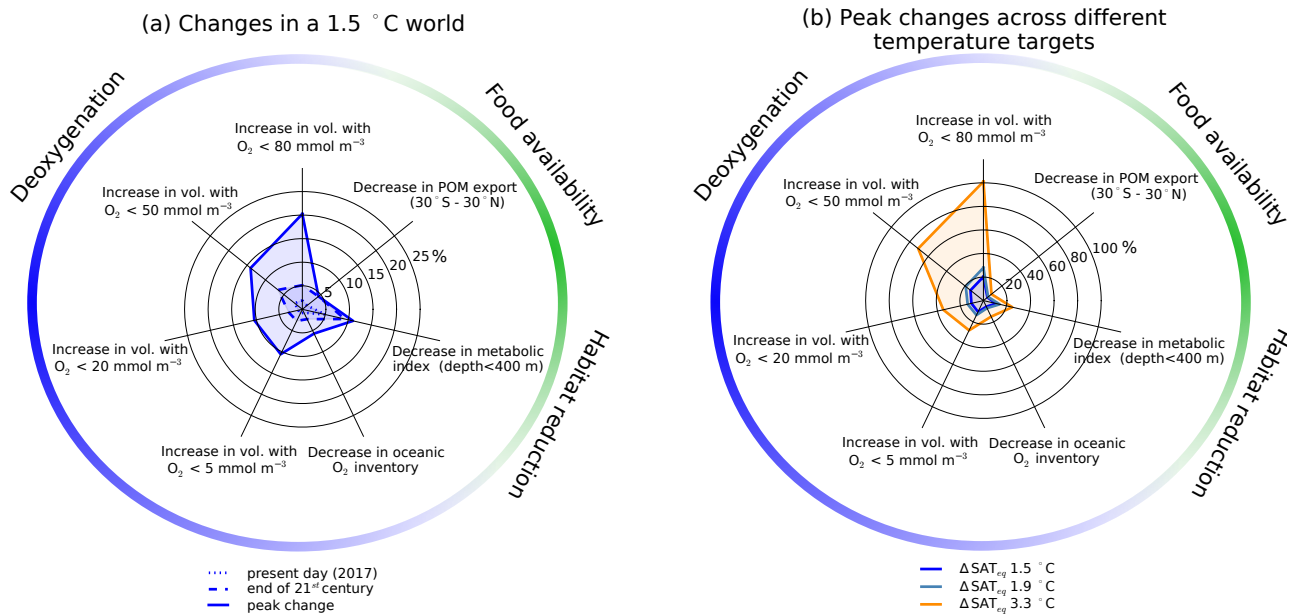 (a) Changes in a 1.5 °C world
Deoxygenation
Food availability
Habitat reduction
Increase in vol. with
O₂ < 80 mmol m⁻³
Decrease in POM export
(30°S - 30°N)
Increase in vol. with
O₂ < 50 mmol m⁻³
5
10
15
20
25 %
Increase in vol. with
O₂ < 20 mmol m⁻³
Decrease in metabolic
index (depth<400 m)
Increase in vol. with
O₂ < 5 mmol m⁻³
Decrease in oceanic
O₂ inventory
present day (2017)
end of 21ˢᵗ century
peak change
(b) Peak changes across different
temperature targets
Deoxygenation
Food availability
Habitat reduction
Increase in vol. with
O₂ < 80 mmol m⁻³
Decrease in POM export
(30°S - 30°N)
Increase in vol. with
O₂ < 50 mmol m⁻³
20
40
60
80
100 %
Increase in vol. with
O₂ < 20 mmol m⁻³
Decrease in metabolic
index (depth<400 m)
Increase in vol. with
O₂ < 5 mmol m⁻³
Decrease in oceanic
O₂ inventory
Δ SAT_eq 1.5 °C
Δ SAT_eq 1.9 °C
Δ SAT_eq 3.3 °C